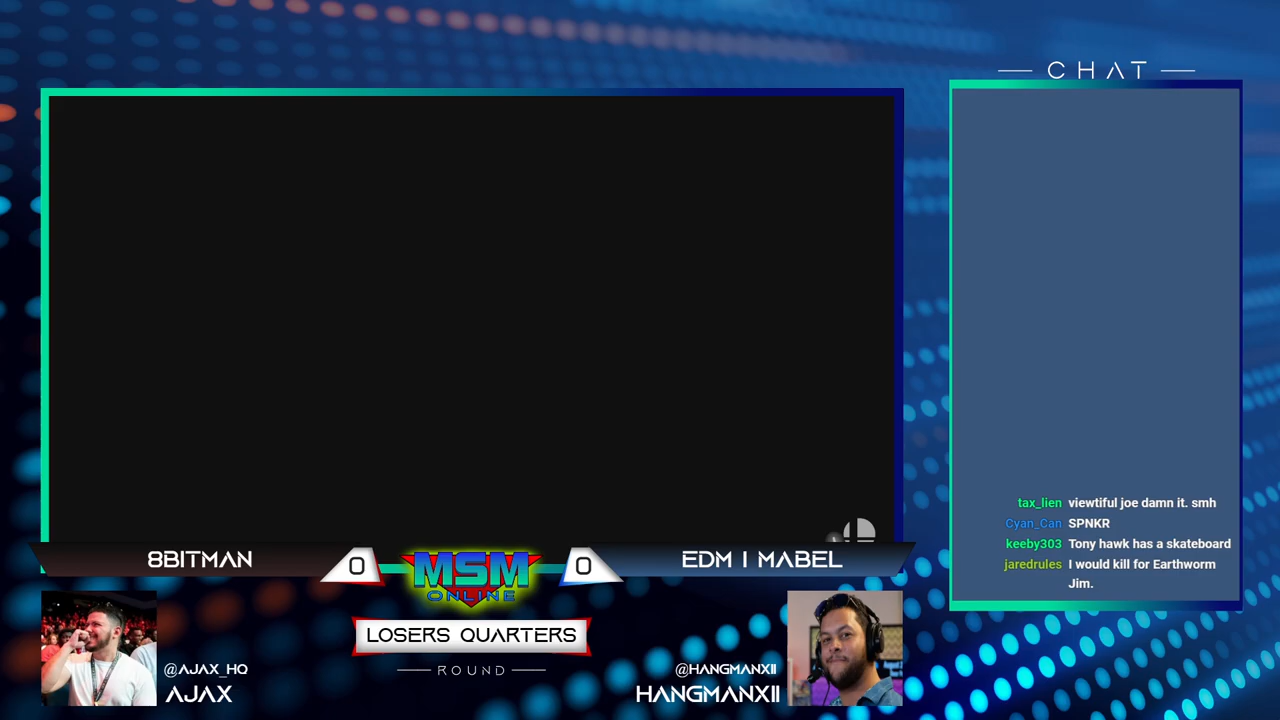 CHAT
tax_lien viewtiful joe damn it. smh
Cyan_Can SPNKR
keeby303 Tony hawk has a skateboard
jaredrules I would kill for Earthworm
Jim.
8BITMAN
0
MSM
ONLINE
0
EDM | MABEL
LOSERS QUARTERS
ROUND
@AJAX_HQ
AJAX
@HANGMANXII
HANGMANXII